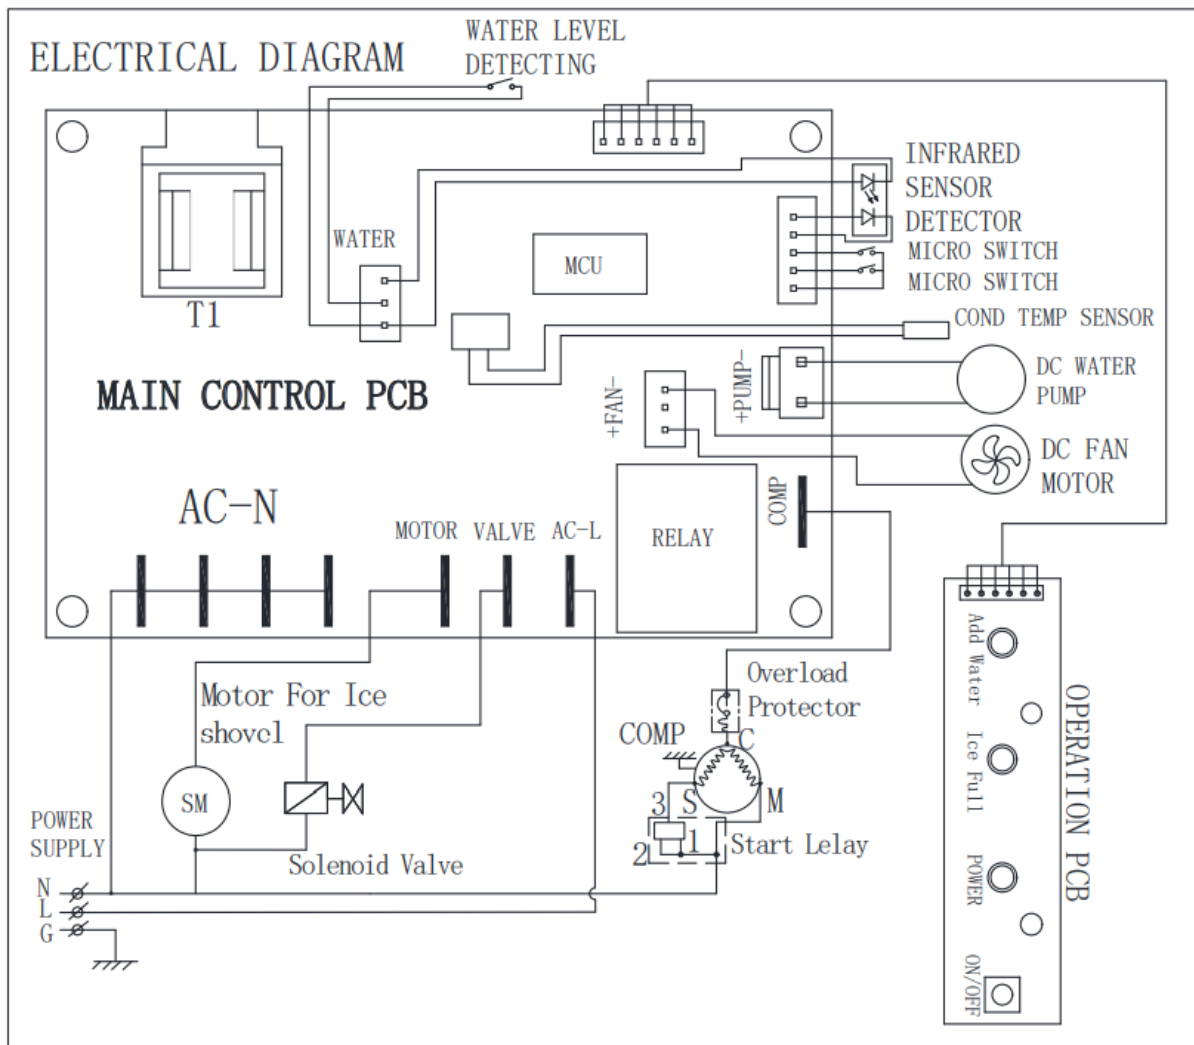 ELECTRICAL DIAGRAM
WATER LEVEL
DETECTING
INFRARED
SENSOR
DETECTOR
MICRO SWITCH
MICRO SWITCH
WATER
MCU
T1
COND TEMP SENSOR
MAIN CONTROL PCB
+FAN-
+PUMP-
DC WATER
PUMP
DC FAN
MOTOR
AC-N
MOTOR
VALVE
AC-L
RELAY
COMP
Motor For Ice
shovel
Overload
Protector
COMP
C
SM
3
S
M
2
1
Start Lelay
Solenoid Valve
POWER
SUPPLY
N
L
G
Add Water
Ice Full
POWER
ON/OFF
OPERATION PCB